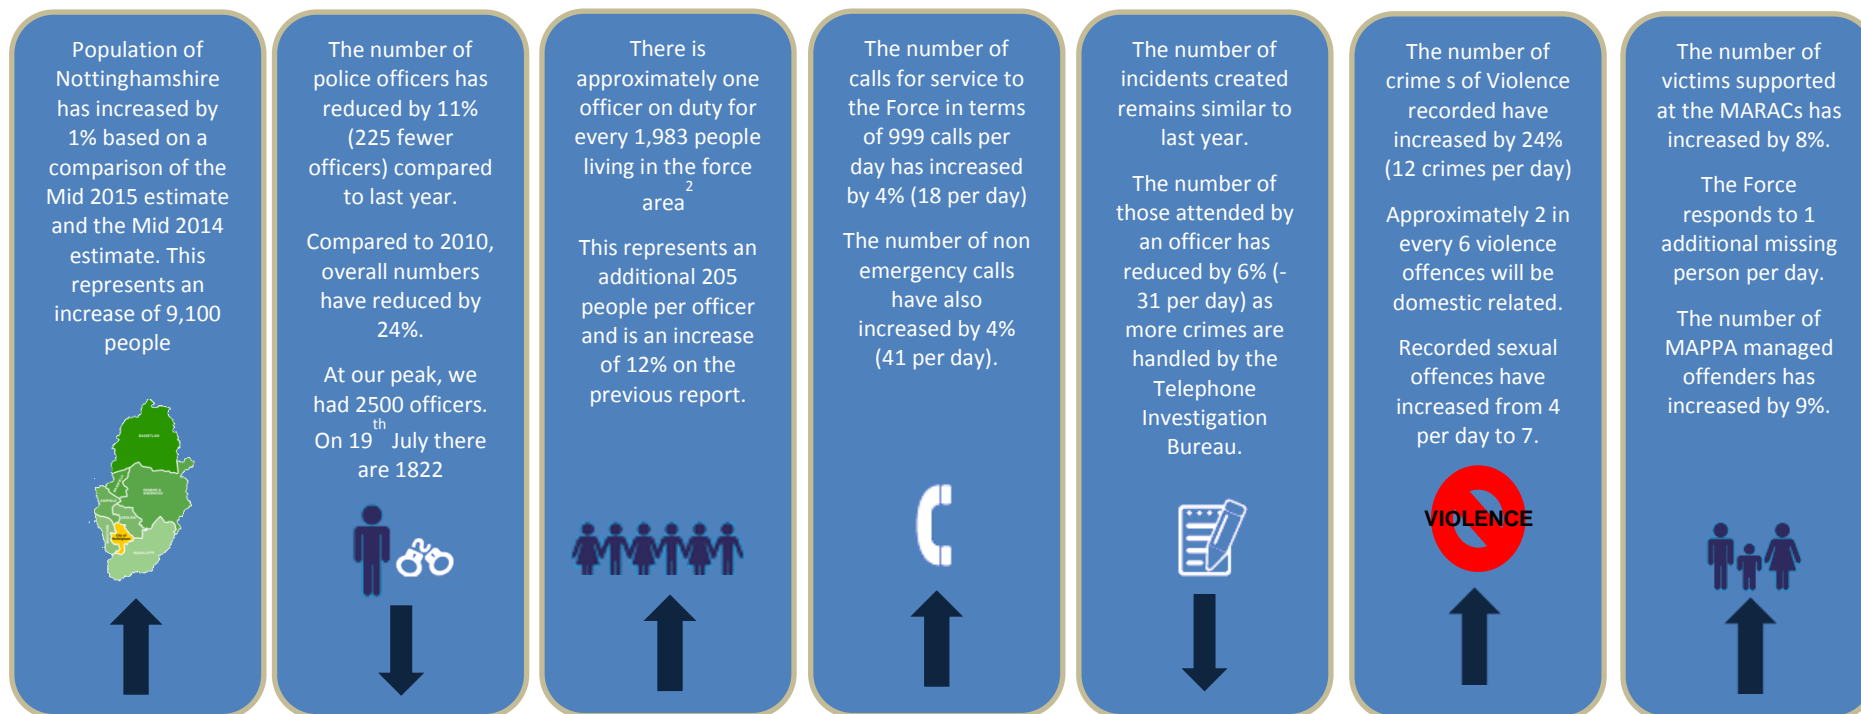 Population of
Nottinghamshire
has increased by
1% based on a
comparison of the
Mid 2015 estimate
and the Mid 2014
estimate. This
represents an
increase of 9,100
people
The number of
police officers has
reduced by 11%
(225 fewer
officers) compared
to last year.
Compared to 2010,
overall numbers
have reduced by
24%.
At our peak, we
had 2500 officers.
On 19th July there
are 1822
There is
approximately one
officer on duty for
every 1,983 people
living in the force
area2
This represents an
additional 205
people per officer
and is an increase
of 12% on the
previous report.
The number of
calls for service to
the Force in terms
of 999 calls per
day has increased
by 4% (18 per day)
The number of non
emergency calls
have also
increased by 4%
(41 per day).
The number of
incidents created
remains similar to
last year.
The number of
those attended by
an officer has
reduced by 6% (-
31 per day) as
more crimes are
handled by the
Telephone
Investigation
Bureau.
The number of
crime s of Violence
recorded have
increased by 24%
(12 crimes per day)
Approximately 2 in
every 6 violence
offences will be
domestic related.
Recorded sexual
offences have
increased from 4
per day to 7.
VIOLENCE
The number of
victims supported
at the MARACs has
increased by 8%.
The Force
responds to 1
additional missing
person per day.
The number of
MAPPA managed
offenders has
increased by 9%.